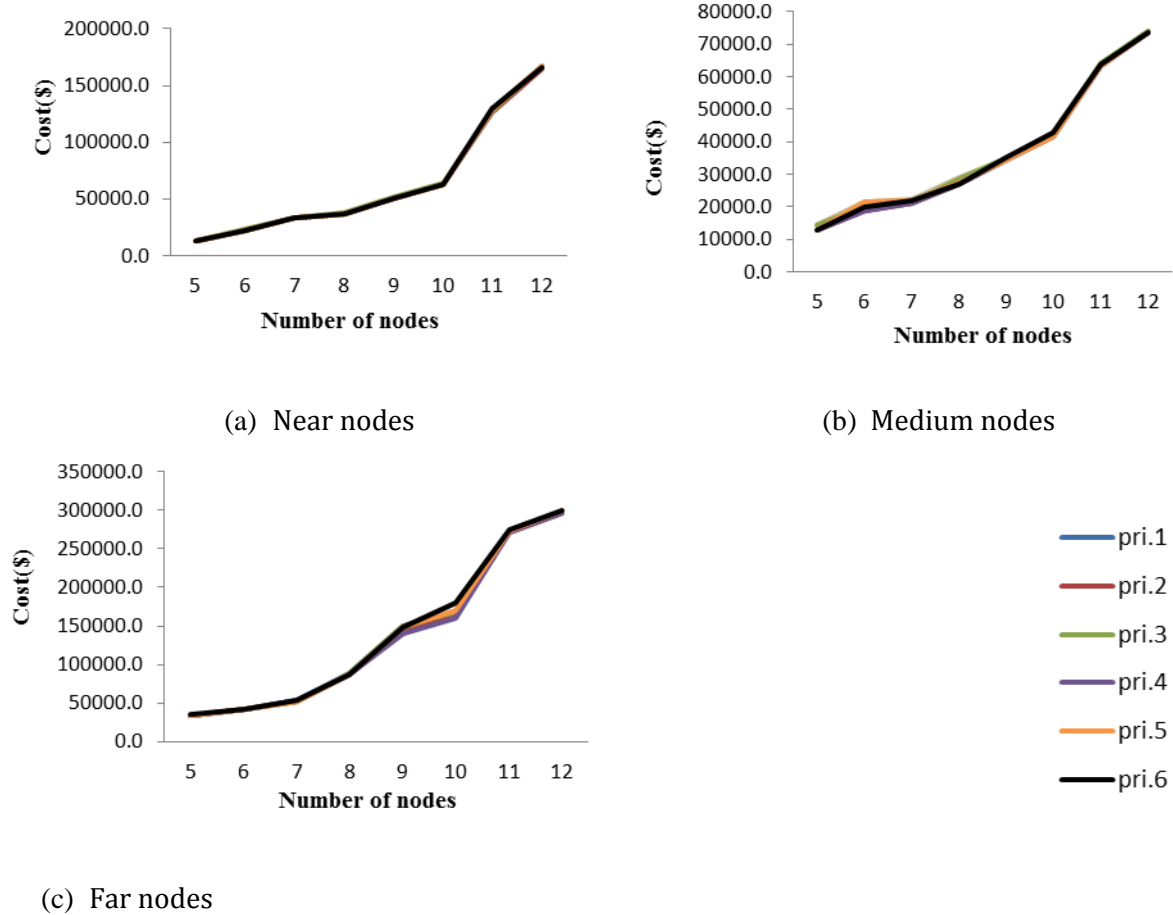 200000.0
150000.0
100000.0
50000.0
0.0
Cost($)
5 6 7 8 9 10 11 12
Number of nodes
(a) Near nodes
80000.0
70000.0
60000.0
50000.0
40000.0
30000.0
20000.0
10000.0
0.0
Cost($)
5 6 7 8 9 10 11 12
Number of nodes
(b) Medium nodes
350000.0
300000.0
250000.0
200000.0
150000.0
100000.0
50000.0
0.0
Cost($)
5 6 7 8 9 10 11 12
Number of nodes
(c) Far nodes
pri.1
pri.2
pri.3
pri.4
pri.5
pri.6